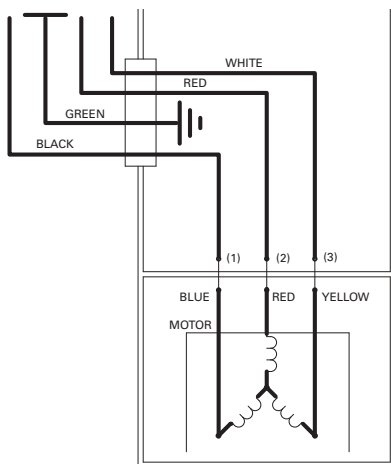 WHITE
RED
GREEN
BLACK
(1) (2) (3)
BLUE RED YELLOW
MOTOR